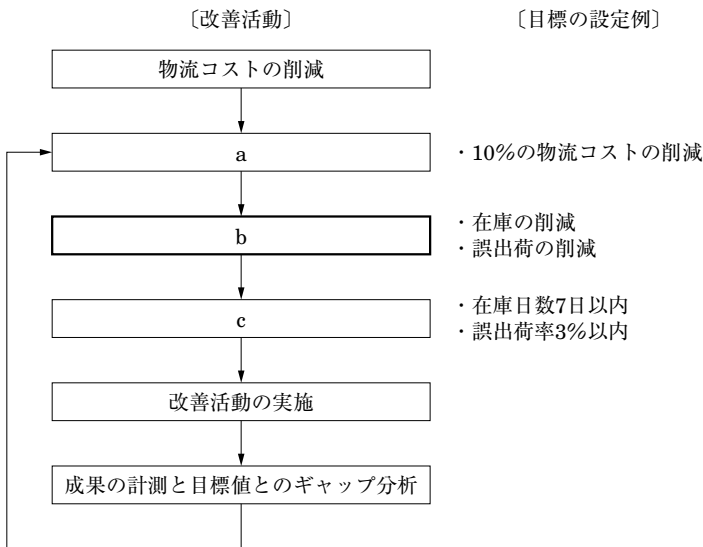 〔改善活動〕 〔目標の設定例〕
物流コストの削減
a ・10%の物流コストの削減
b ・在庫の削減
・誤出荷の削減
c ・在庫日数7日以内
・誤出荷率3%以内
改善活動の実施
成果の計測と目標値とのギャップ分析